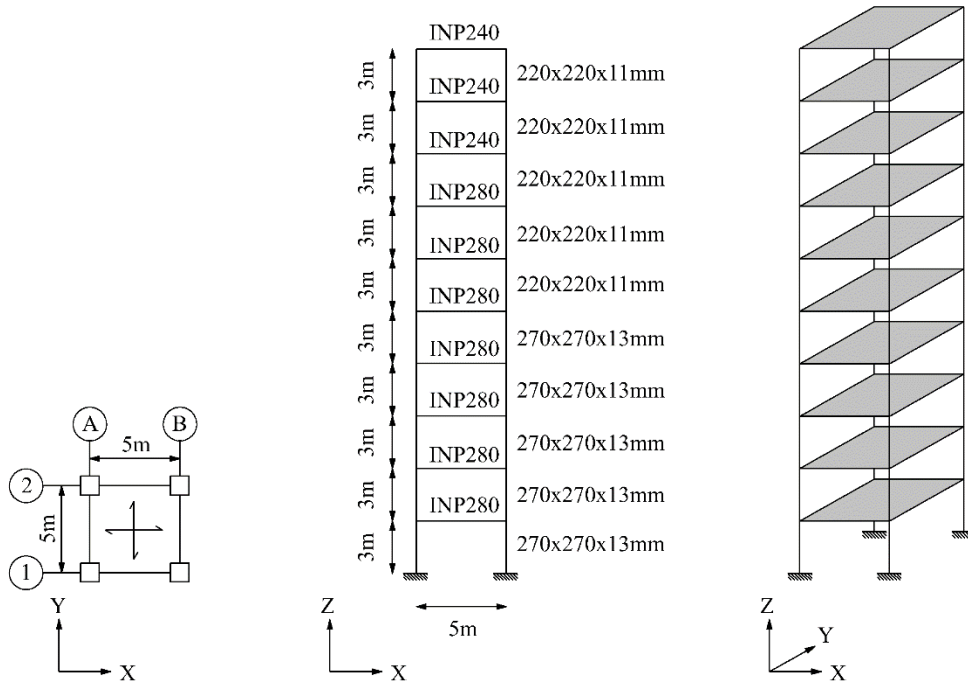 INP240
3m
INP240
220x220x11mm
3m
INP240
220x220x11mm
3m
INP280
220x220x11mm
3m
INP280
220x220x11mm
3m
INP280
220x220x11mm
3m
INP280
270x270x13mm
3m
INP280
270x270x13mm
3m
INP280
270x270x13mm
3m
INP280
270x270x13mm
3m
270x270x13mm
5m
Z
X
A
B
5m
2
5m
1
Y
X
Z
Y
X